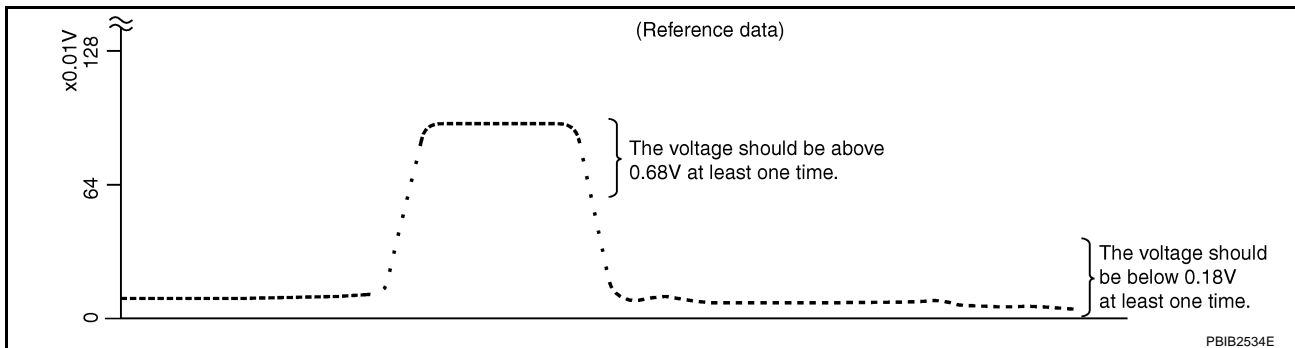 (Reference data)
x0.01V
128
64
0
The voltage should be above
0.68V at least one time.
The voltage should
be below 0.18V
at least one time.
PBIB2534E